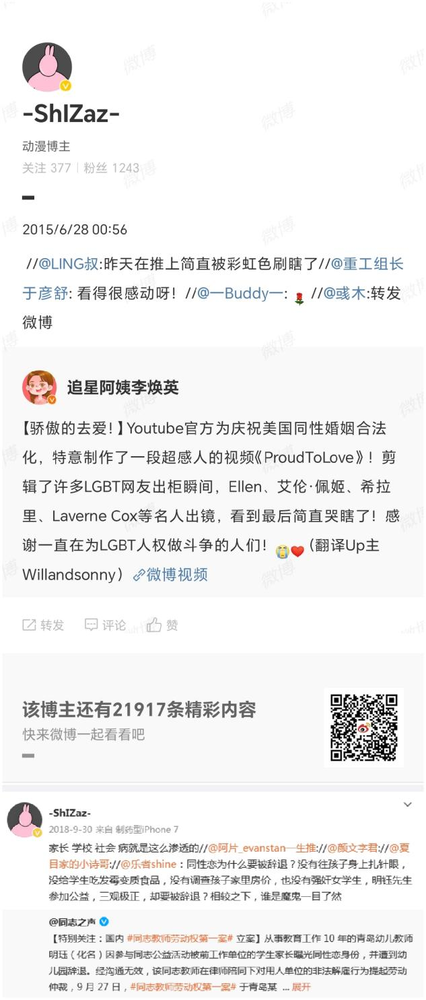 -ShIZaz-
动漫博主
关注 377 | 粉丝 1243
2015/6/28 00:56
//@LING叔:昨天在推上简直被彩虹色刷瞎了//@重工组长
于彦舒: 看得很感动呀！//@一Buddy一: 🌹 //@彧木:转发
微博
追星阿姨李焕英
【骄傲的去爱！】Youtube官方为庆祝美国同性婚姻合法
化，特意制作了一段超感人的视频《ProudToLove》！剪
辑了许多LGBT网友出柜瞬间，Ellen、艾伦·佩姬、希拉
里、Laverne Cox等名人出镜，看到最后简直哭瞎了！感
谢一直在为LGBT人权做斗争的人们！😭❤️（翻译Up主
Willandsonny） 微博视频
转发 评论 赞
该博主还有21917条精彩内容
快来微博一起看看吧
-ShIZaz-
2018-9-30 来自 制药型iPhone 7
家长 学校 社会 病就是这么渗透的//@阿片_evanstan一生推://@颜文字君://@夏
目家的小诗哥://@乐者shine：同性恋为什么要被辞退？没有往孩子身上扎针眼，
没给学生吃发霉变质食品，没有调查孩子家里房价，也没有强奸女学生，明钰先生
参加公益，三观极正，却要被辞退？相较之下，谁是魔鬼一目了然
@同志之声
【特别关注：国内 #同志教师劳动权第一案# 立案】从事教育工作 10 年的青岛幼儿教师
明珏（化名）因参与同志公益活动被前工作单位的学生家长曝光同性恋身份，并遭到幼
儿园辞退。经沟通无效，该同志教师在律师陪同下对用人单位的非法解雇行为提起劳动
仲裁，9 月 27 日，#同志教师劳动权第一案# 于青岛某 ... 展开
微博